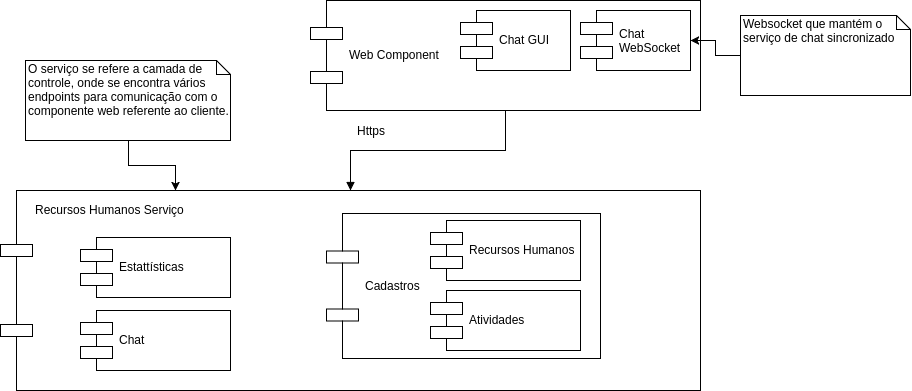 Web Component
Chat GUI
Chat
WebSocket
Websocket que mantém o
serviço de chat sincronizado
O serviço se refere a camada de
controle, onde se encontra vários
endpoints para comunicação com o
componente web referente ao cliente.
Https
Recursos Humanos Serviço
Estattísticas
Chat
Cadastros
Recursos Humanos
Atividades